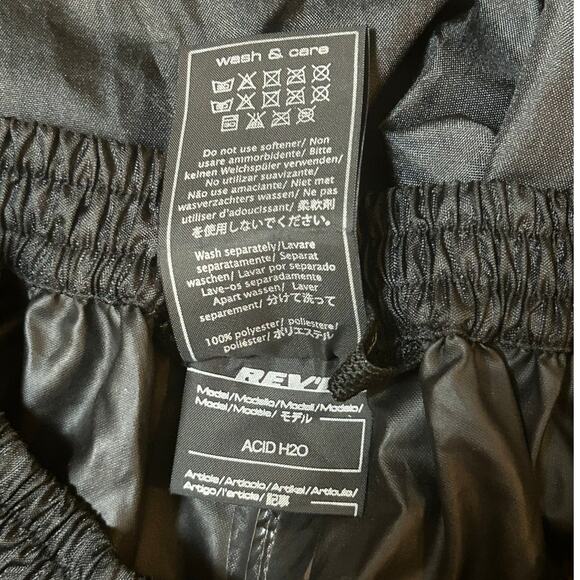 wash & care
30
30
30
Do not use softener/ Non
usare ammorbidente/ Bitte
keinen Weichspüler verwenden/
No utilizar suavizante/
Não use amaciante/ Niet met
wasverzachters wassen/ Ne pas
utiliser d'adoucissant/ 柔軟剤
を使用しないでください。
Wash separately/Lavare
separatamente/ Separat
waschen/ Lavar por separado
Lave-os separadamente/
Apart wassen/ Laver
separement/ 分けて洗って
100% polyester/ poliestere/
poliéster/ ポリエステル
REV'I
Model/Modello/Modell/Modelo/
Model/Modèle/ モデル
ACID H2O
Article/Articolo/Artikel/Articulo/
Artigo/l'article/ 記事